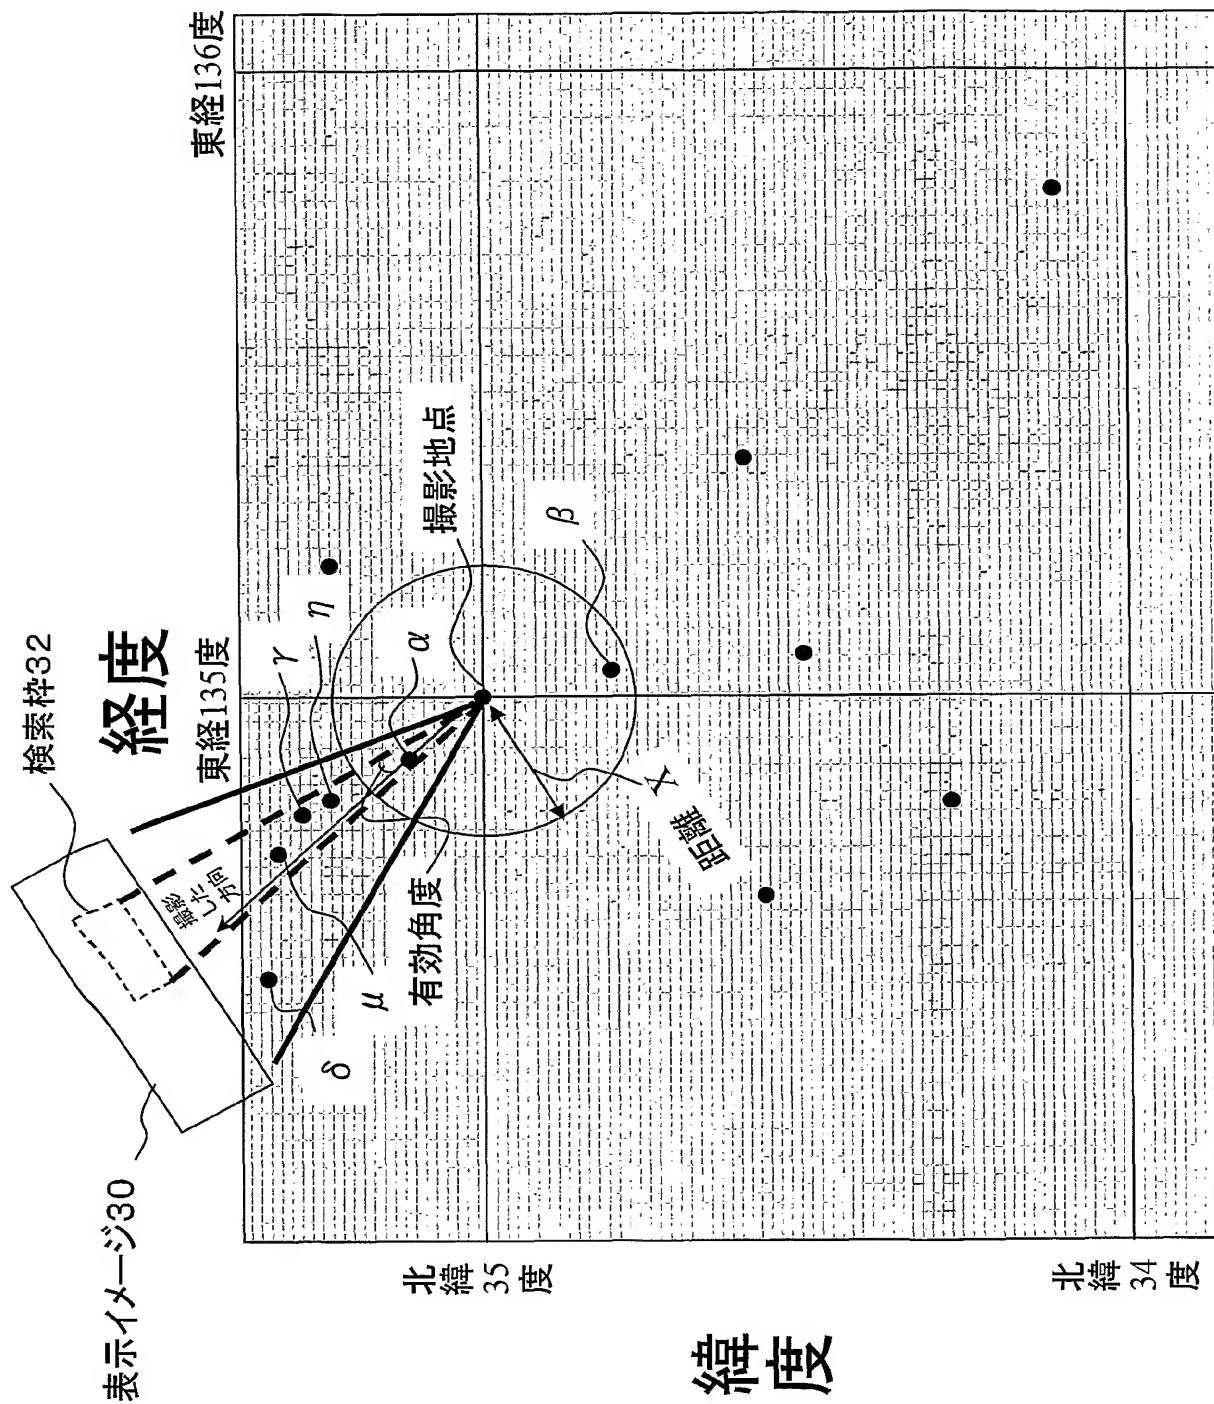 経度
東経135度
東経136度
検索枠32
表示イメージ30
撮影
した
方向
γ
η
α
撮影地点
β
μ
δ
有効角度
距離
X
北緯35度
北緯34度
緯度